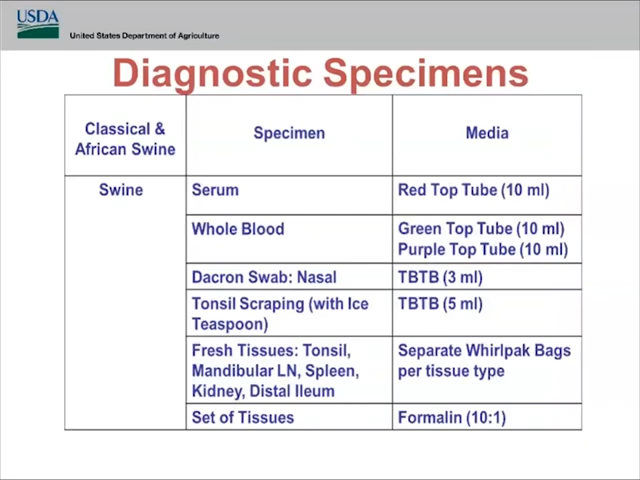 USDA
United States Department of Agriculture
Diagnostic Specimens
Classical &
African Swine
Specimen
Media
Swine
Serum
Red Top Tube (10 ml)
Whole Blood
Green Top Tube (10 ml)
Purple Top Tube (10 ml)
Dacron Swab: Nasal
TBTB (3 ml)
Tonsil Scraping (with Ice
Teaspoon)
TBTB (5 ml)
Fresh Tissues: Tonsil,
Mandibular LN, Spleen,
Kidney, Distal Ileum
Separate Whirlpak Bags
per tissue type
Set of Tissues
Formalin (10:1)